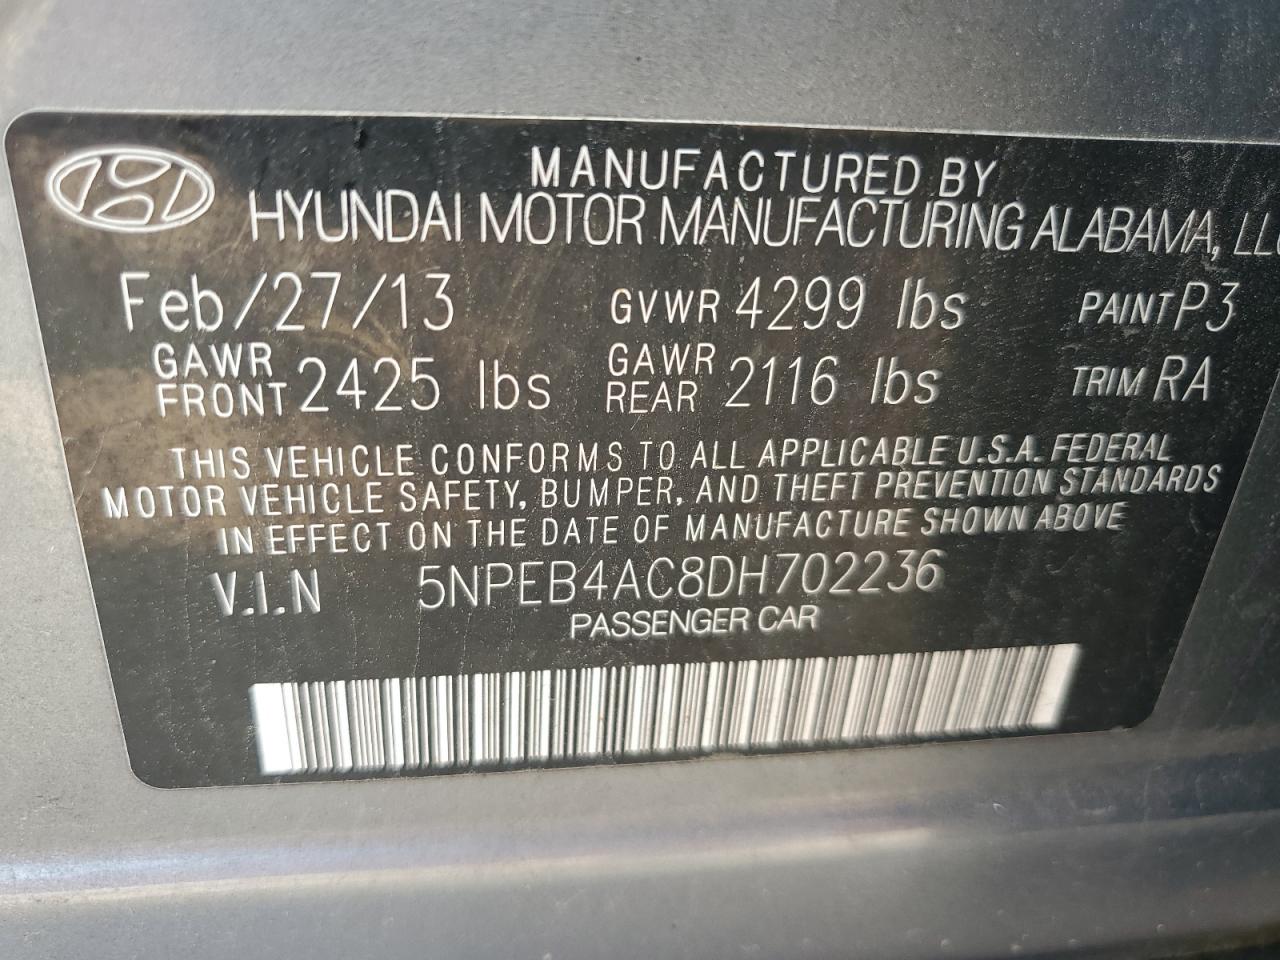 MANUFACTURED BY
HYUNDAI MOTOR MANUFACTURING ALABAMA, LLC
Feb/27/13 GVWR 4299 lbs PAINT P3
GAWR FRONT 2425 lbs GAWR REAR 2116 lbs TRIM RA
THIS VEHICLE CONFORMS TO ALL APPLICABLE U.S.A. FEDERAL
MOTOR VEHICLE SAFETY, BUMPER, AND THEFT PREVENTION STANDARDS
IN EFFECT ON THE DATE OF MANUFACTURE SHOWN ABOVE
V.I.N 5NPEB4AC8DH702236
PASSENGER CAR